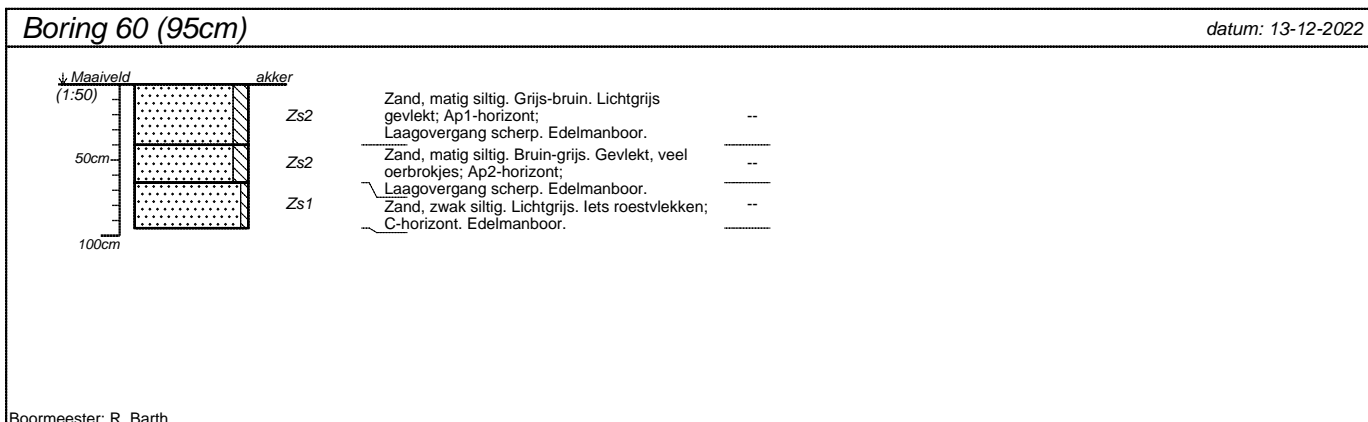 Boring 60 (95cm)
datum: 13-12-2022
Maaiveld
akker
(1:50)
Zs2
Zand, matig siltig. Grijs-bruin. Lichtgrijs
gevlekt; Ap1-horizont;
Laagovergang scherp. Edelmanboor.
--
50cm
Zs2
Zand, matig siltig. Bruin-grijs. Gevlekt, veel
oerbrokjes; Ap2-horizont;
Laagovergang scherp. Edelmanboor.
--
Zs1
Zand, zwak siltig. Lichtgrijs. Iets roestvlekken;
C-horizont. Edelmanboor.
--
100cm
Boormeester: R. Barth